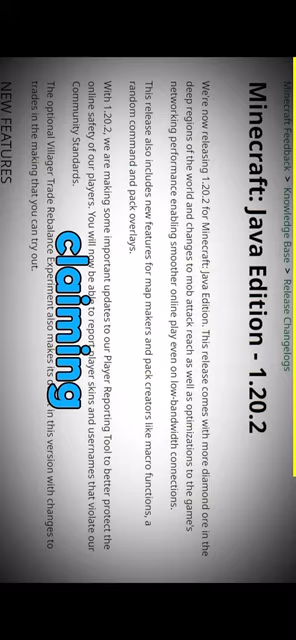 Minecraft Feedback > Knowledge Base > Release Changelogs
Minecraft: Java Edition - 1.20.2
We're now releasing 1.20.2 for Minecraft: Java Edition. This release comes with more diamond ore in the
deep regions of the world and changes to mob attack reach as well as optimizations to the game's
networking performance enabling smoother online play even on low-bandwidth connections.
This release also includes new features for map makers and pack creators like macro functions, a
random command and pack overlays.
With 1.20.2, we are making some important updates to our Player Reporting Tool to better protect the
online safety of our players. You will now be able to report player skins and usernames that violate our
Community Standards.
The optional Villager Trade Rebalance Experiment also makes its in this version with changes to
trades in the making that you can try out.
NEW FEATURES
claiming